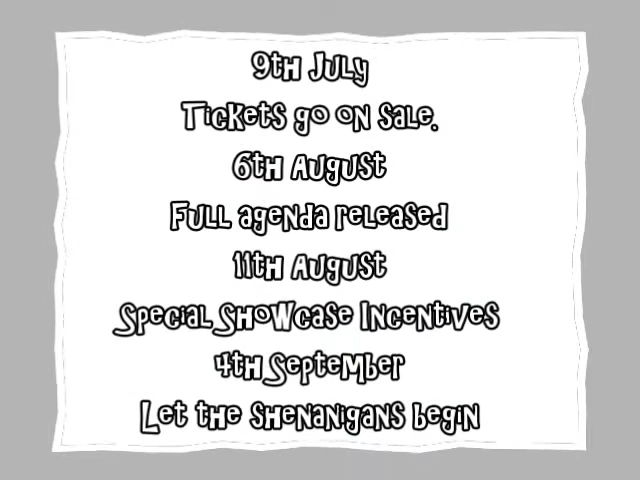 9th July
Tickets go on sale.
6th August
Full agenda released
11th August
Special Showcase Incentives
4th September
Let the shenanigans begin